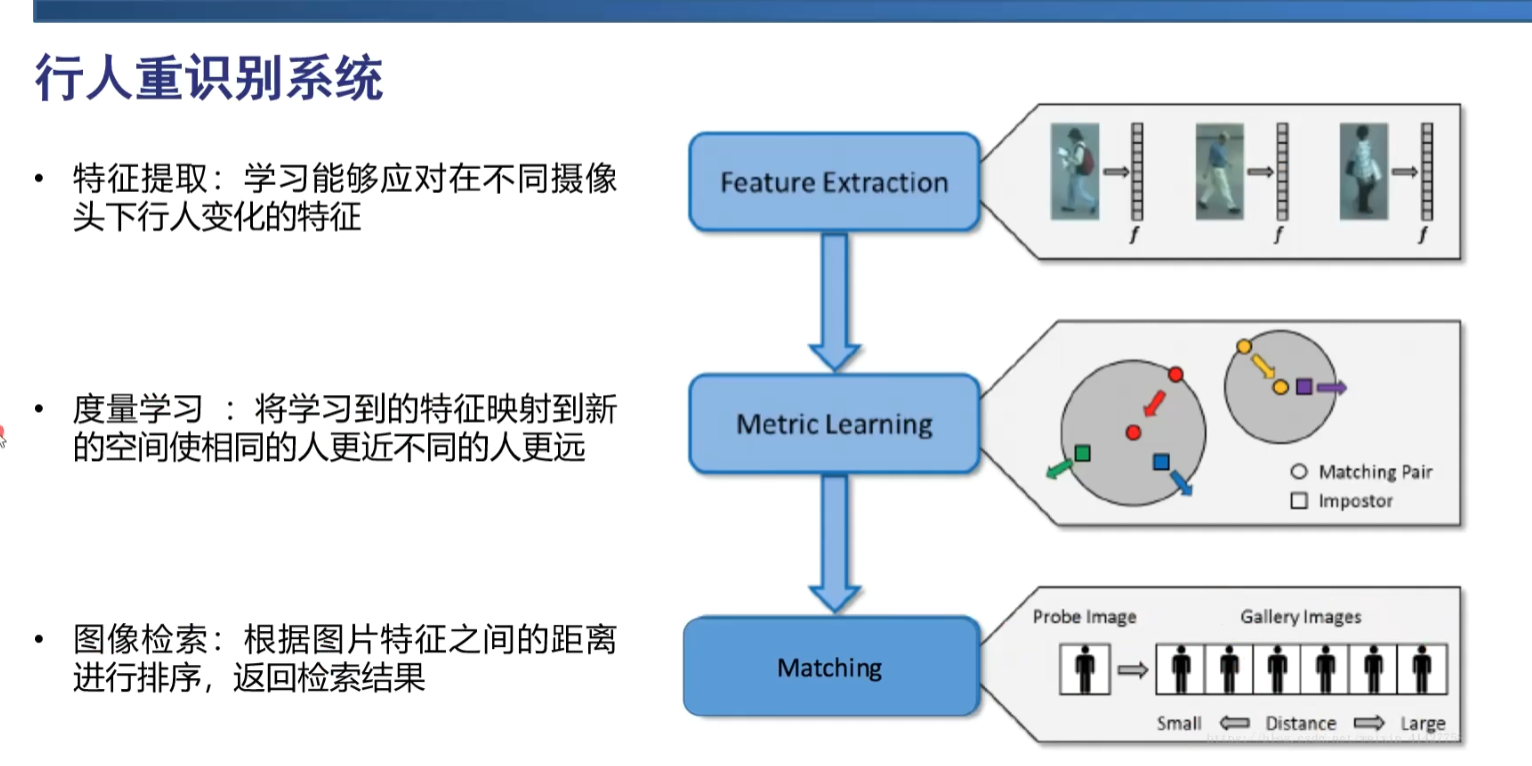 行人重识别系统
• 特征提取：学习能够应对在不同摄像
头下行人变化的特征
Feature Extraction
f f f
• 度量学习 ：将学习到的特征映射到新
的空间使相同的人更近不同的人更远
Metric Learning
Matching Pair
Impostor
• 图像检索：根据图片特征之间的距离
进行排序，返回检索结果
Matching
Probe Image Gallery Images
Small Distance Large